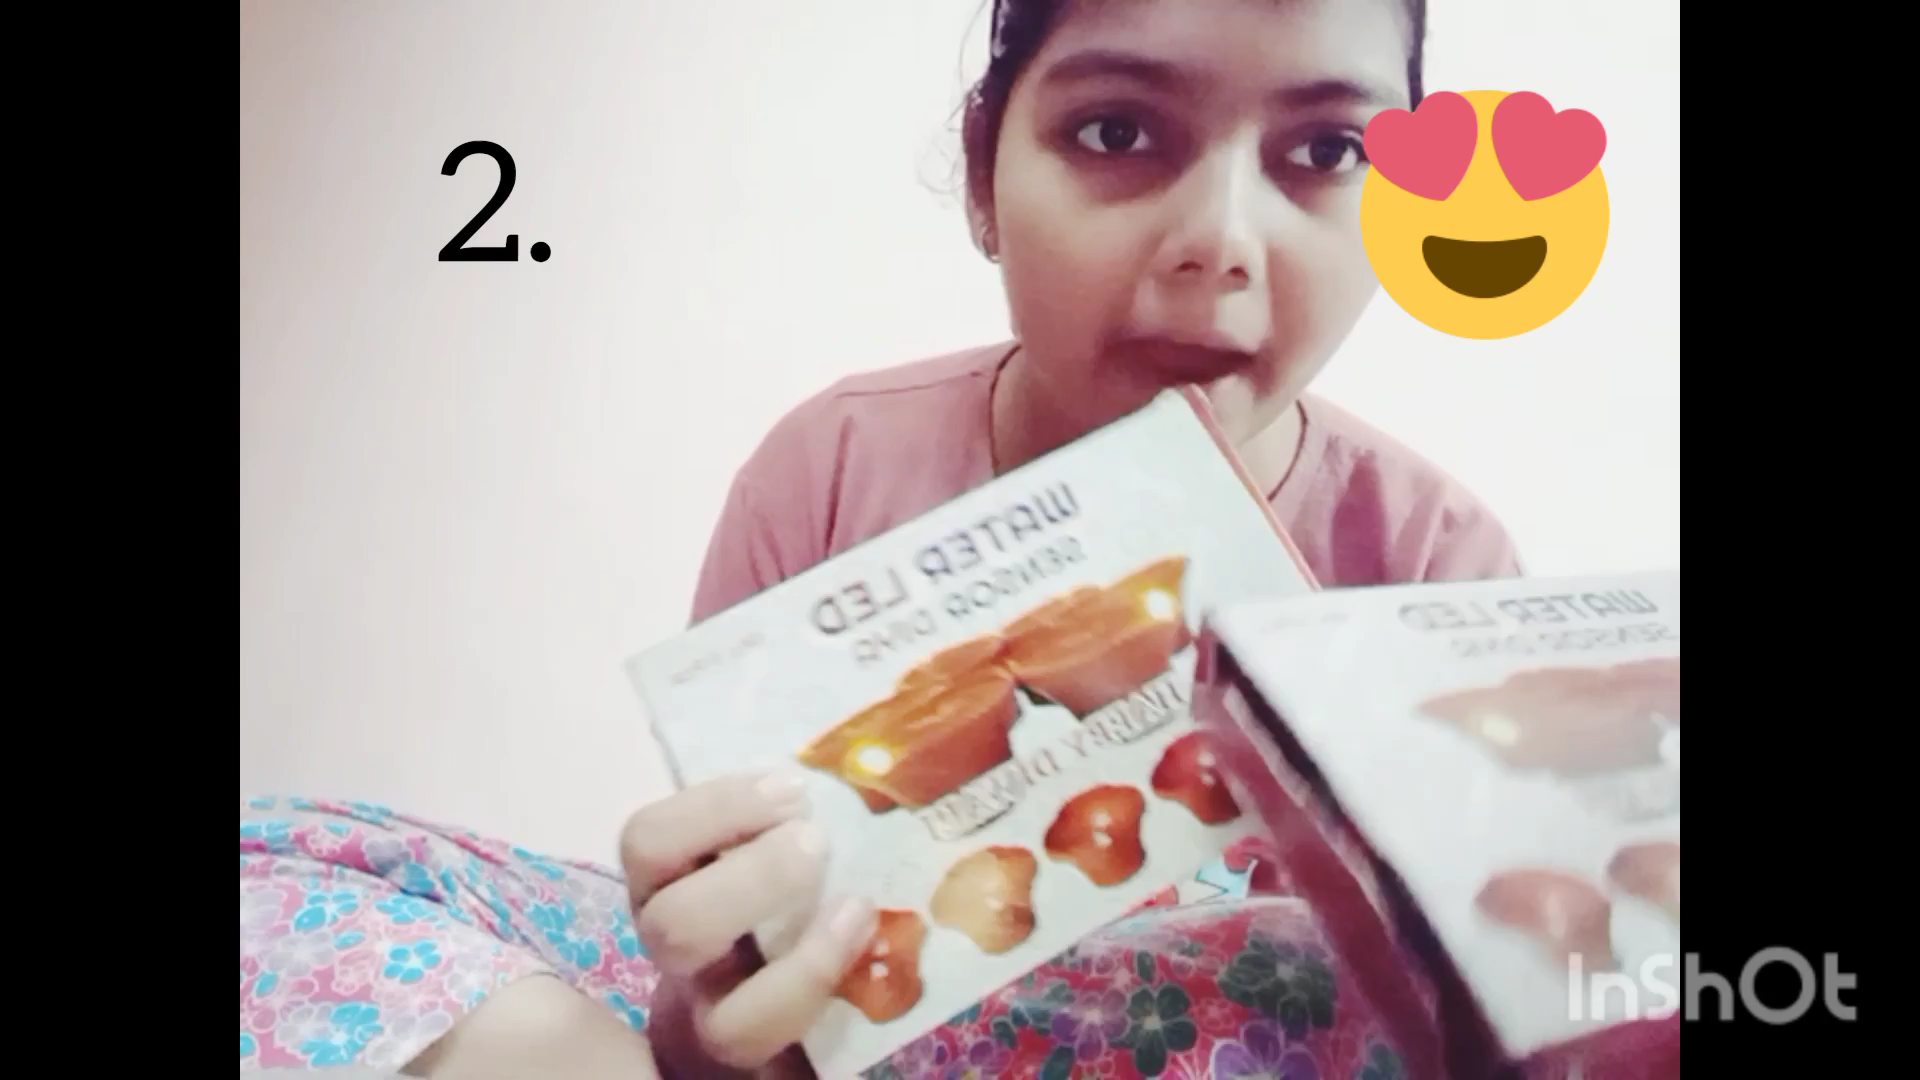 2.
WATER LED
SENSOR DIYA
HAPPY DIWALI
WATER LED
SENSOR DIYA
InShOt